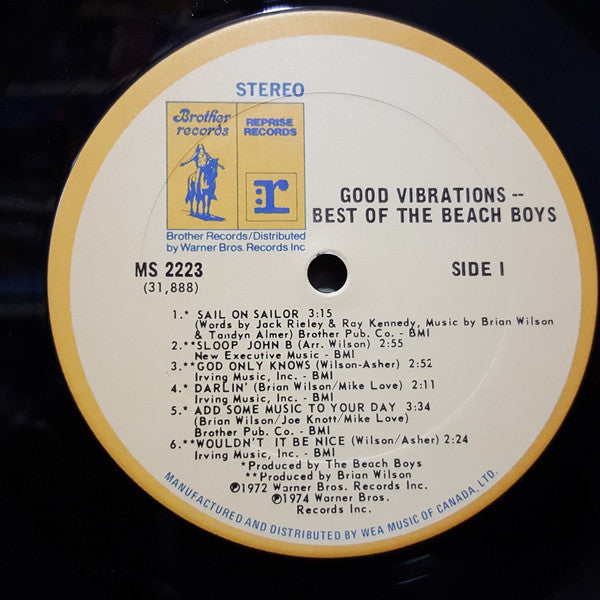 STEREO
Brother
records
REPRISE
RECORDS
:r
Brother Records/Distributed
by Warner Bros. Records Inc
GOOD VIBRATIONS --
BEST OF THE BEACH BOYS
MS 2223
(31,888)
SIDE I
1.* SAIL ON SAILOR 3:15
(Words by Jack Rieley & Ray Kennedy, Music by Brian Wilson
& Tandyn Almer) Brother Pub. Co. - BMI
2.**SLOOP JOHN B (Arr. Wilson) 2:55
New Executive Music - BMI
3.**GOD ONLY KNOWS (Wilson-Asher) 2:52
Irving Music, Inc. - BMI
4.* DARLIN' (Brian Wilson/Mike Love) 2:11
Irving Music, Inc. - BMI
5.* ADD SOME MUSIC TO YOUR DAY 3:34
(Brian Wilson/Joe Knott/Mike Love)
Brother Pub. Co. - BMI
6.**WOULDN'T IT BE NICE (Wilson/Asher) 2:24
Irving Music, Inc. - BMI
*Produced by The Beach Boys
**Produced by Brian Wilson
℗1972 Warner Bros. Records Inc.
℗1974 Warner Bros.
Records Inc.
MANUFACTURED AND DISTRIBUTED BY WEA MUSIC OF CANADA, LTD.